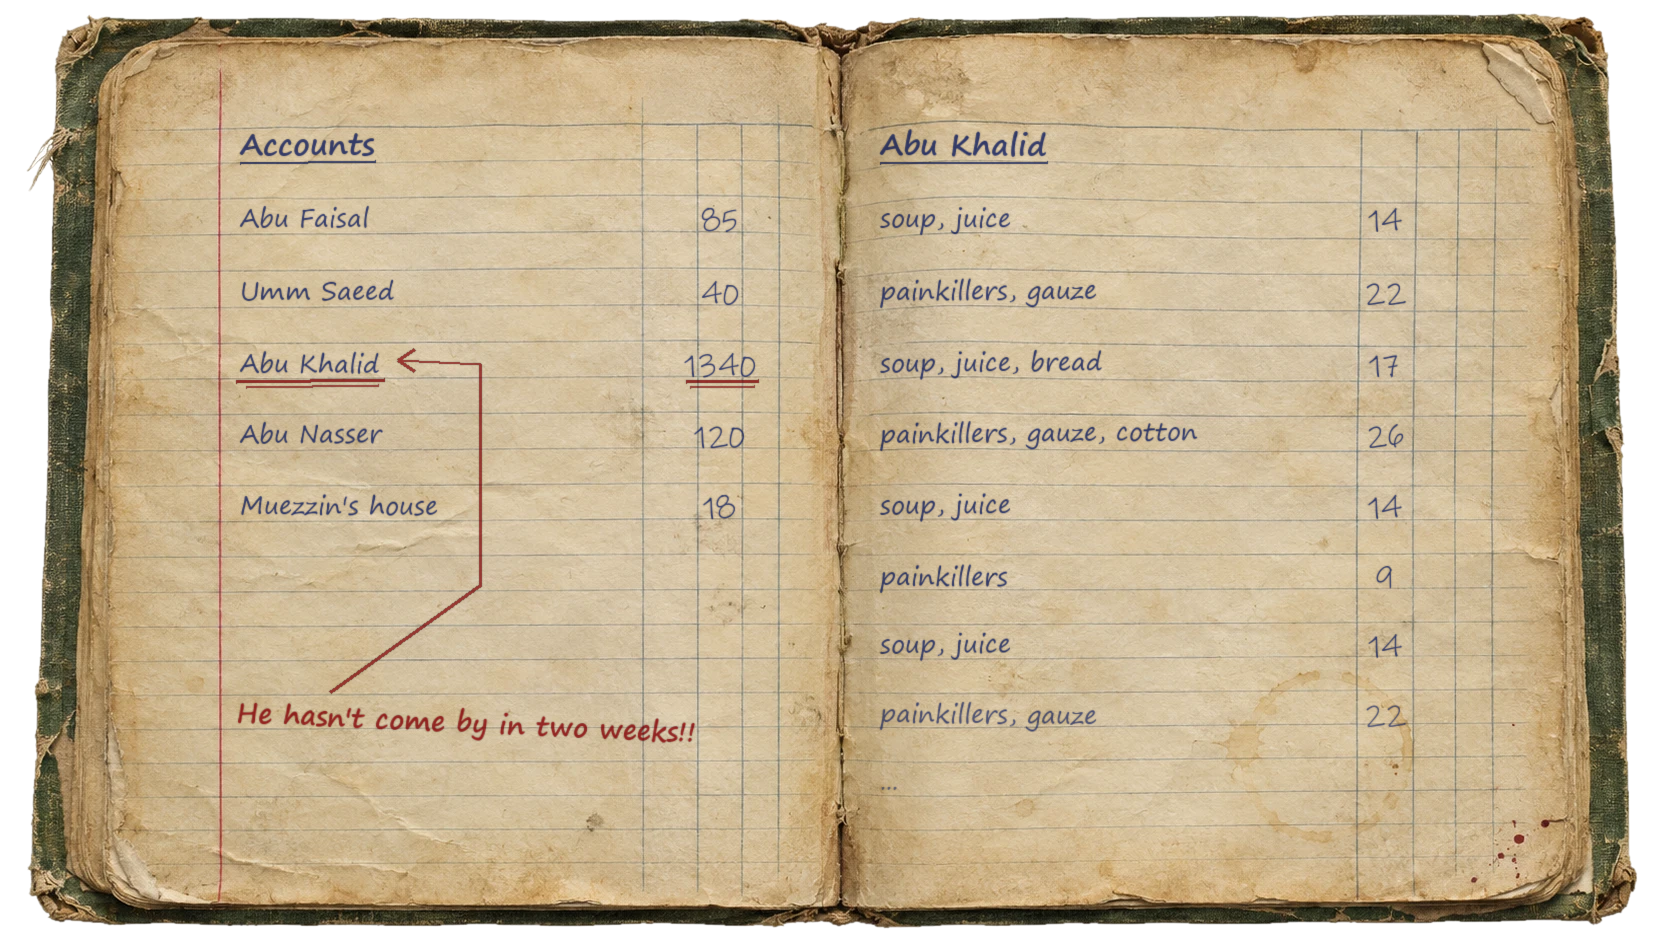 Accounts
Abu Faisal 85
Umm Saeed 40
Abu Khalid 1340
Abu Nasser 120
Muezzin's house 18
He hasn't come by in two weeks!!
Abu Khalid
soup, juice 14
painkillers, gauze 22
soup, juice, bread 17
painkillers, gauze, cotton 26
soup, juice 14
painkillers 9
soup, juice 14
painkillers, gauze 22
...